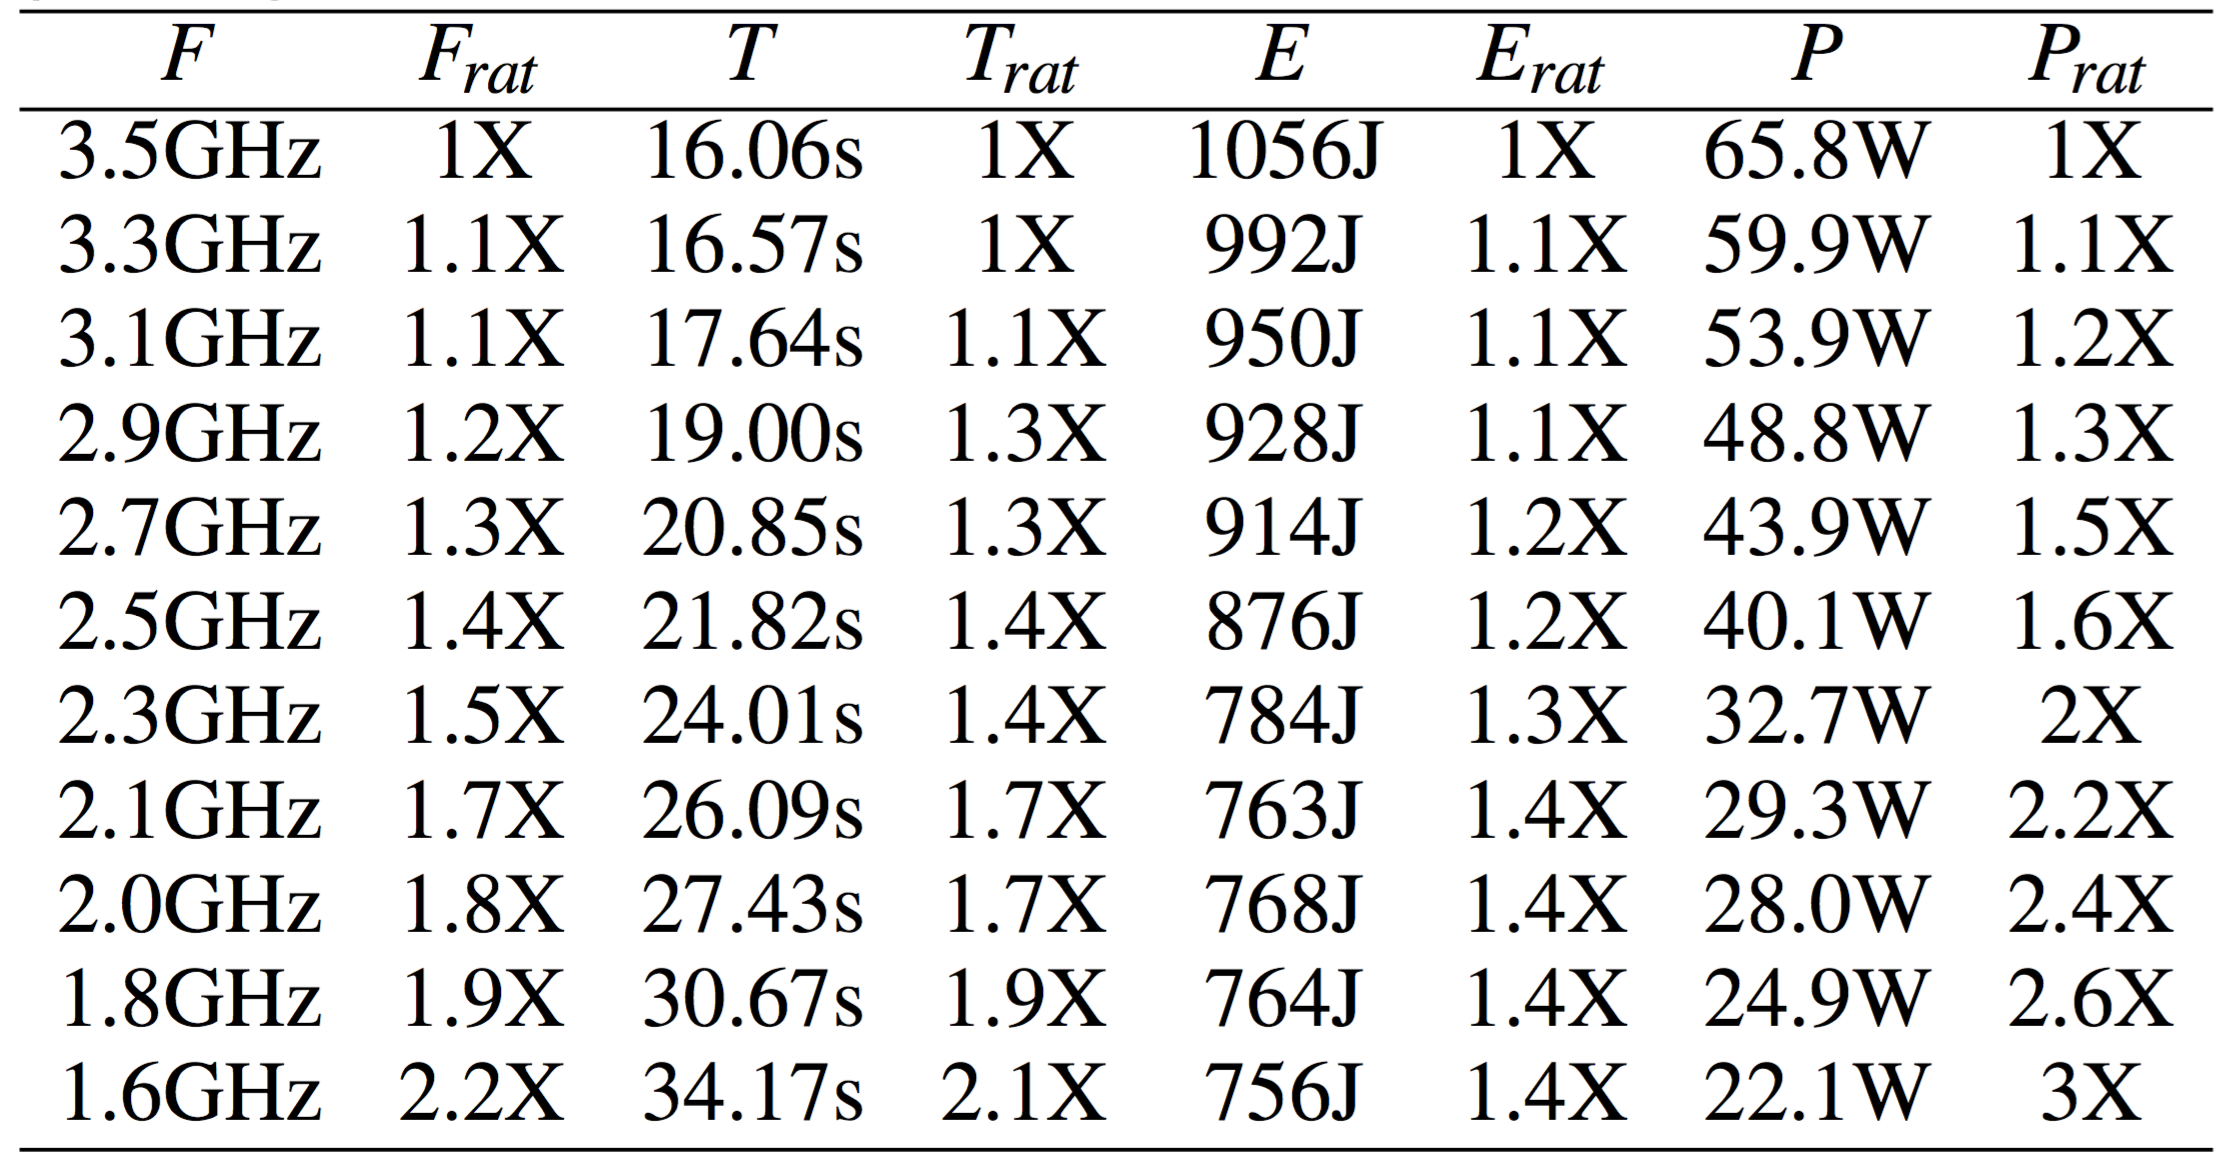 F F_rat T T_rat E E_rat P P_rat
3.5GHz 1X 16.06s 1X 1056J 1X 65.8W 1X
3.3GHz 1.1X 16.57s 1X 992J 1.1X 59.9W 1.1X
3.1GHz 1.1X 17.64s 1.1X 950J 1.1X 53.9W 1.2X
2.9GHz 1.2X 19.00s 1.3X 928J 1.1X 48.8W 1.3X
2.7GHz 1.3X 20.85s 1.3X 914J 1.2X 43.9W 1.5X
2.5GHz 1.4X 21.82s 1.4X 876J 1.2X 40.1W 1.6X
2.3GHz 1.5X 24.01s 1.4X 784J 1.3X 32.7W 2X
2.1GHz 1.7X 26.09s 1.7X 763J 1.4X 29.3W 2.2X
2.0GHz 1.8X 27.43s 1.7X 768J 1.4X 28.0W 2.4X
1.8GHz 1.9X 30.67s 1.9X 764J 1.4X 24.9W 2.6X
1.6GHz 2.2X 34.17s 2.1X 756J 1.4X 22.1W 3X